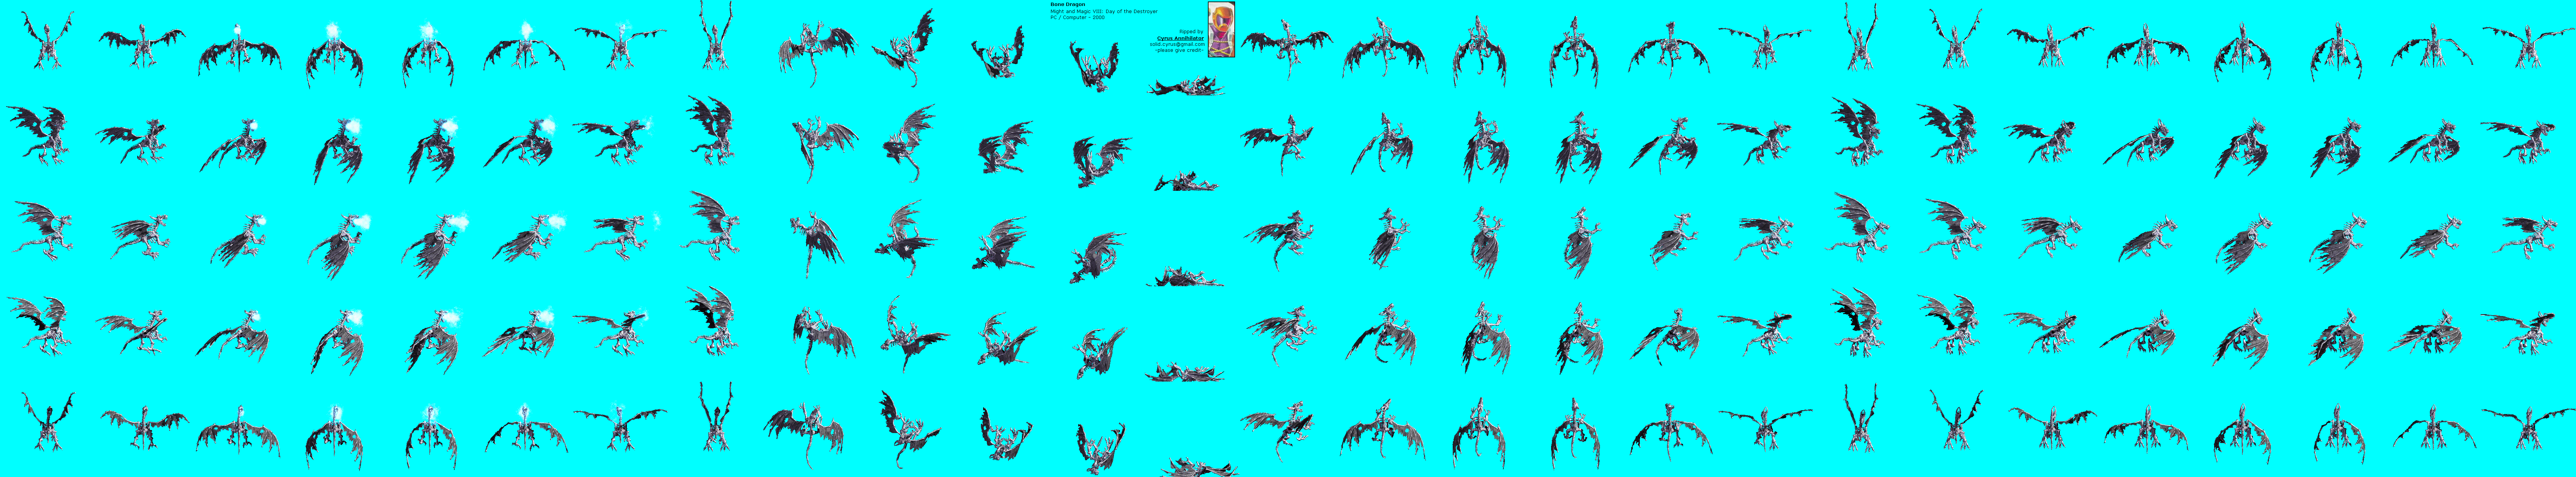 Bone Dragon
Might and Magic VIII: Day of the Destroyer
PC / Computer - 2000
Ripped by
Cyrus Annihilator
solid.cyrus@gmail.com
~please give credit~